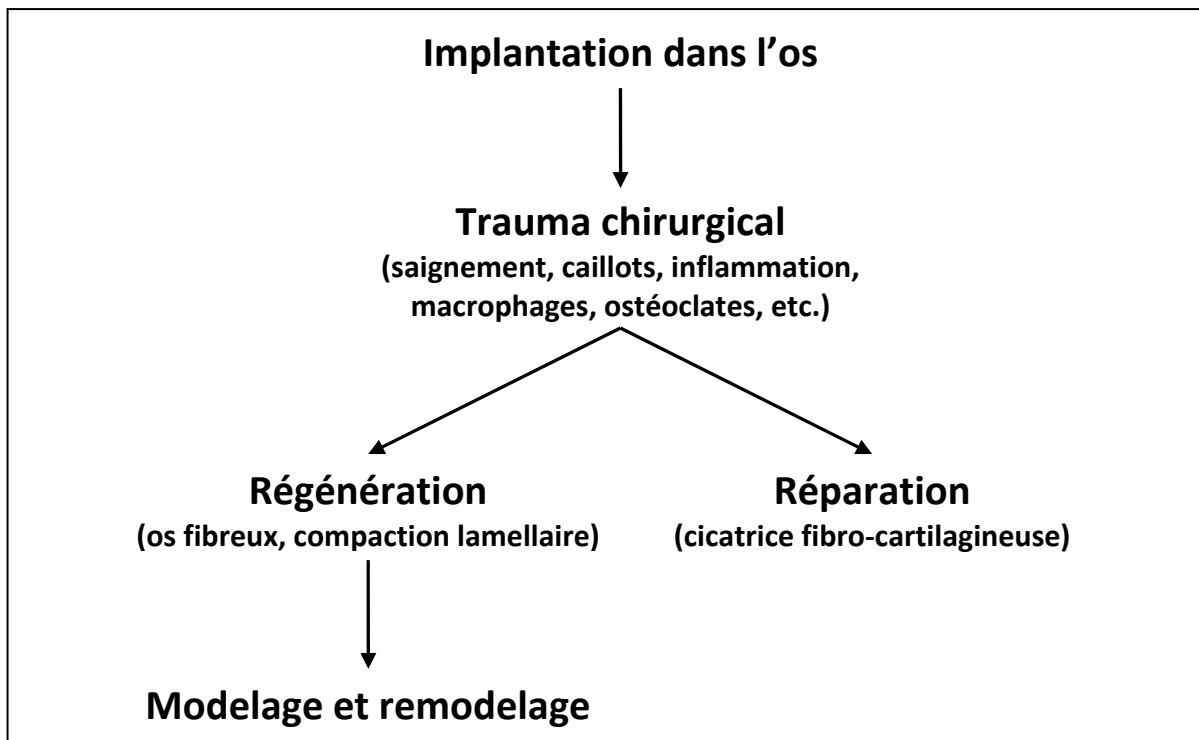 Implantation dans l’os
Trauma chirurgical
(saignement, caillots, inflammation,
macrophages, ostéoclates, etc.)
Régénération
(os fibreux, compaction lamellaire)
Réparation
(cicatrice fibro-cartilagineuse)
Modelage et remodelage